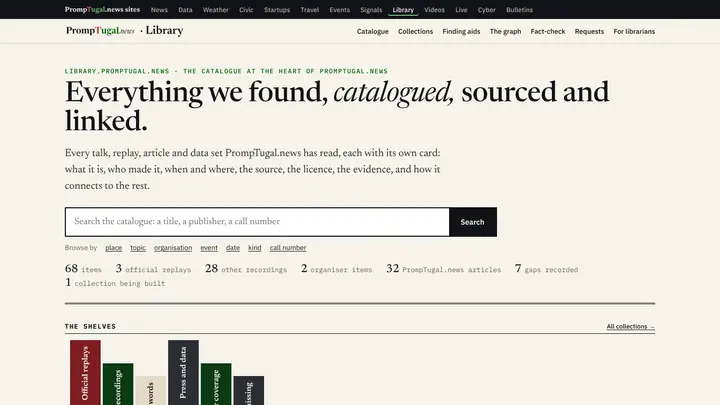 PrompTugal.news sites News Data Weather Civic Startups Travel Events Signals Library Videos Live Cyber Bulletins
PrompTugal.news · Library Catalogue Collections Finding aids The graph Fact-check Requests For librarians
LIBRARY.PROMPTUGAL.NEWS · THE CATALOGUE AT THE HEART OF PROMPTUGAL.NEWS
Everything we found, catalogued, sourced and
linked.
Every talk, replay, article and data set PrompTugal.news has read, each with its own card:
what it is, who made it, when and where, the source, the licence, the evidence, and how it
connects to the rest.
Search the catalogue: a title, a publisher, a call number Search
Browse by place topic organisation event date kind call number
68 items 3 official replays 28 other recordings 2 organiser items 32 PrompTugal.news articles 7 gaps recorded
1 collection being built
THE SHELVES All collections →
Official replays
Press and data